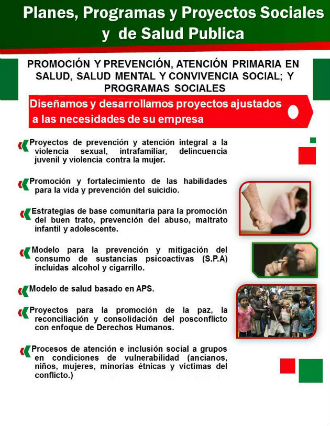 Planes, Programas y Proyectos Sociales
y  de Salud Publica
PROMOCIÓN Y PREVENCIÓN, ATENCIÓN PRIMARIA EN
SALUD, SALUD MENTAL Y CONVIVENCIA SOCIAL; Y
PROGRAMAS SOCIALES
Diseñamos y desarrollamos proyectos ajustados
a las necesidades de su empresa
Proyectos de prevención y atención integral a la
violencia sexual, intrafamiliar, delincuencia
juvenil y violencia contra la mujer.
Promoción y fortalecimiento de las habilidades
para la vida y prevención del suicidio.
Estrategias de base comunitaria para la promoción
del buen trato, prevención del abuso, maltrato
infantil y adolescente.
Modelo para la prevención y mitigación del
consumo de sustancias psicoactivas (S.P.A)
incluidas alcohol y cigarrillo.
Modelo de salud basado en APS.
Proyectos para la promoción de la paz, la
reconciliación y consolidación del posconflicto
con enfoque de Derechos Humanos.
Procesos de atención e inclusión social a grupos
en condiciones de vulnerabilidad (ancianos,
niños, mujeres, minorías étnicas y víctimas del
conflicto.)